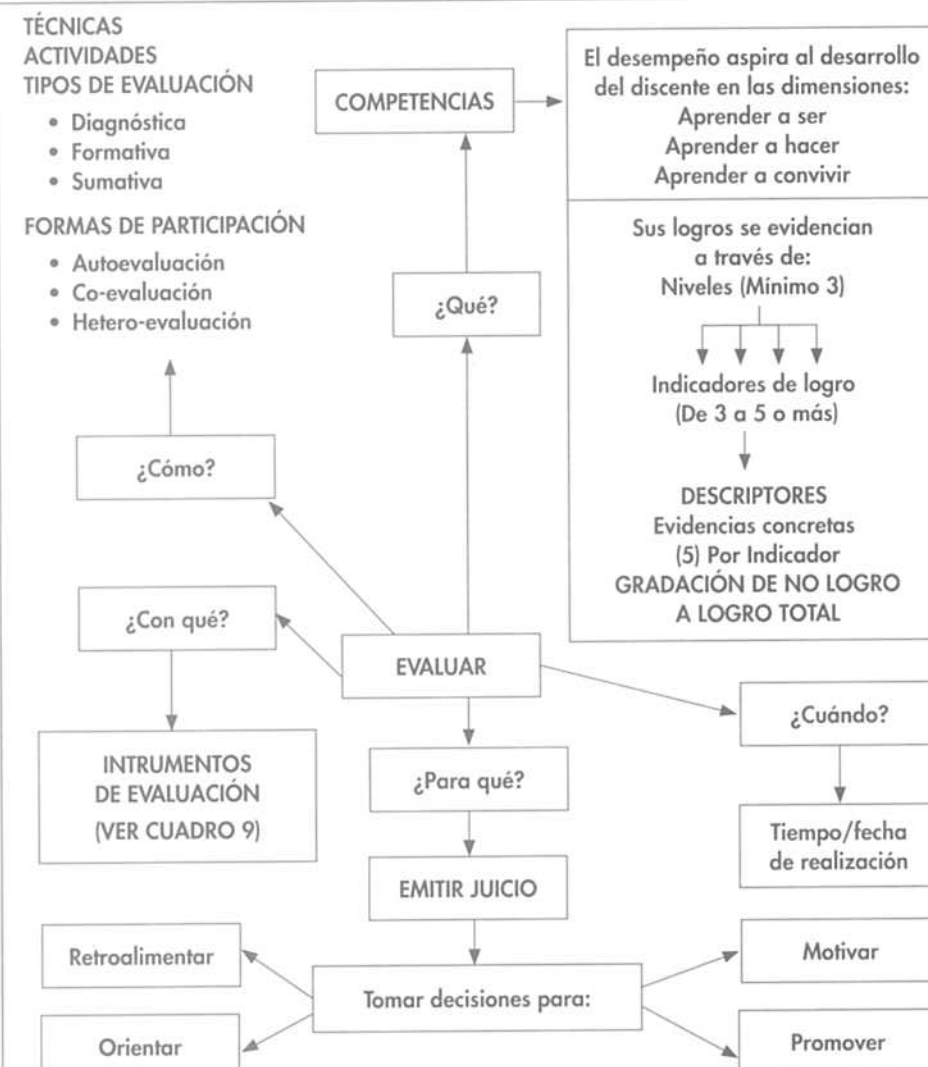 TÉCNICAS
ACTIVIDADES
TIPOS DE EVALUACIÓN
• Diagnóstica
• Formativa
• Sumativa
FORMAS DE PARTICIPACIÓN
• Autoevaluación
• Co-evaluación
• Hetero-evaluación
COMPETENCIAS
El desempeño aspira al desarrollo
del discente en las dimensiones:
Aprender a ser
Aprender a hacer
Aprender a convivir
Sus logros se evidencian
a través de:
Niveles (Mínimo 3)
Indicadores de logro
(De 3 a 5 o más)
DESCRIPTORES
Evidencias concretas
(5) Por Indicador
GRADACIÓN DE NO LOGRO
A LOGRO TOTAL
¿Qué?
¿Cómo?
¿Con qué?
EVALUAR
¿Cuándo?
INTRUMENTOS
DE EVALUACIÓN
(VER CUADRO 9)
¿Para qué?
Tiempo/fecha
de realización
EMITIR JUICIO
Retroalimentar
Tomar decisiones para:
Motivar
Orientar
Promover